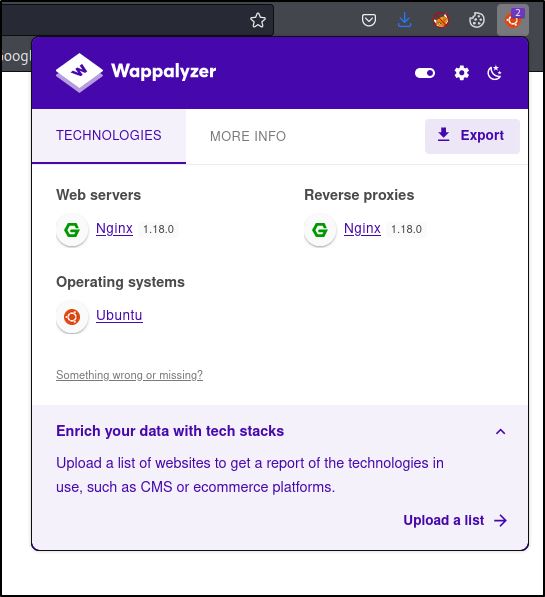 2
Googl
W Wappalyzer
TECHNOLOGIES MORE INFO Export
Web servers Reverse proxies
Nginx 1.18.0 Nginx 1.18.0
Operating systems
Ubuntu
Something wrong or missing?
Enrich your data with tech stacks
Upload a list of websites to get a report of the technologies in
use, such as CMS or ecommerce platforms.
Upload a list